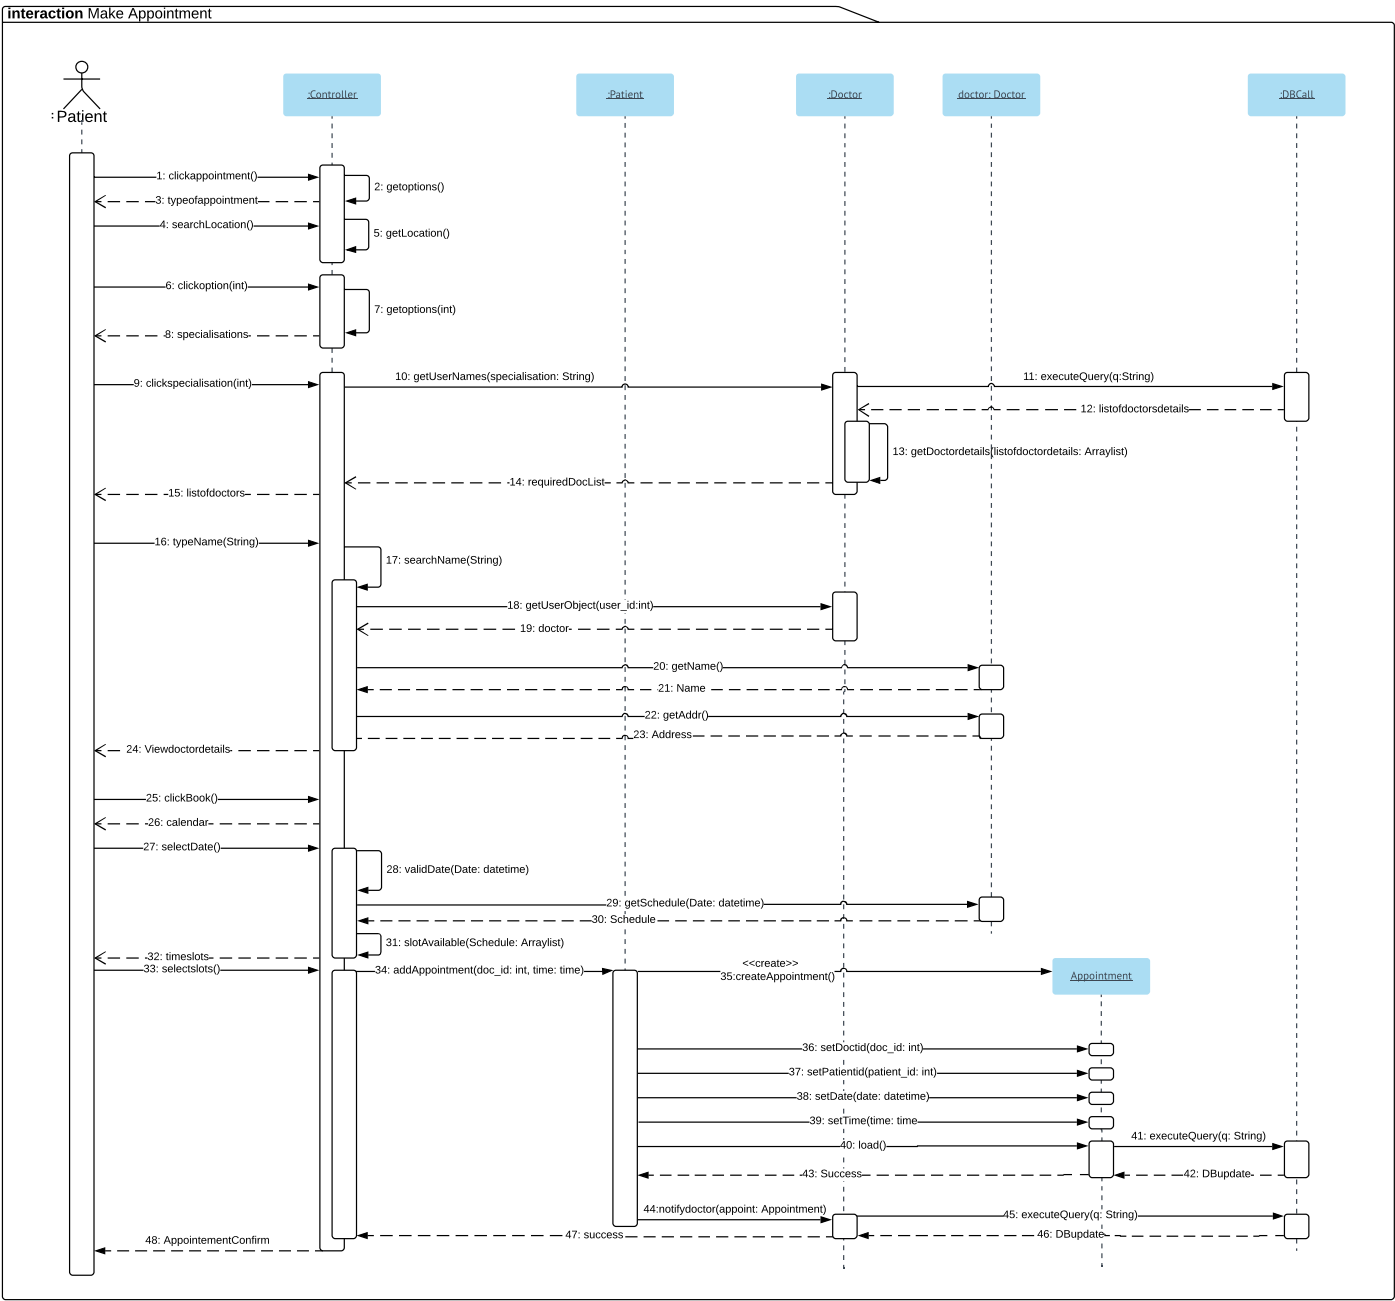 interaction Make Appointment
: Patient
:Controller
:Patient
:Doctor
doctor: Doctor
:DBCall
1: clickappointment()
2: getoptions()
3: typeofappointment
4: searchLocation()
5: getLocation()
6: clickoption(int)
7: getoptions(int)
8: specialisations
9: clickspecialisation(int)
10: getUserNames(specialisation: String)
11: executeQuery(q:String)
12: listofdoctorsdetails
13: getDoctordetails(listofdoctordetails: Arraylist)
14: requiredDocList
15: listofdoctors
16: typeName(String)
17: searchName(String)
18: getUserObject(user_id:int)
19: doctor
20: getName()
21: Name
22: getAddr()
23: Address
24: Viewdoctordetails
25: clickBook()
26: calendar
27: selectDate()
28: validDate(Date: datetime)
29: getSchedule(Date: datetime)
30: Schedule
31: slotAvailable(Schedule: Arraylist)
32: timeslots
33: selectslots()
34: addAppointment(doc_id: int, time: time)
<<create>>
35:createAppointment()
Appointment
36: setDoctid(doc_id: int)
37: setPatientid(patient_id: int)
38: setDate(date: datetime)
39: setTime(time: time
40: load()
41: executeQuery(q: String)
42: DBupdate
43: Success
44:notifydoctor(appoint: Appointment)
45: executeQuery(q: String)
46: DBupdate
47: success
48: AppointementConfirm